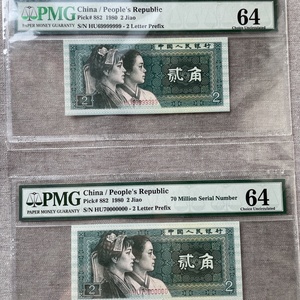 PMG
PAPER MONEY GUARANTY
China / People's Republic
Pick# 882 1980 2 Jiao
S/N HU69999999 - 2 Letter Prefix
64
Choice Uncirculated
中国人民银行
贰角
2
2
PMG
PAPER MONEY GUARANTY
China / People's Republic
Pick# 882 1980 2 Jiao
70 Million Serial Number
S/N HU70000000 - 2 Letter Prefix
64
Choice Uncirculated
中国人民银行
贰角
2
2